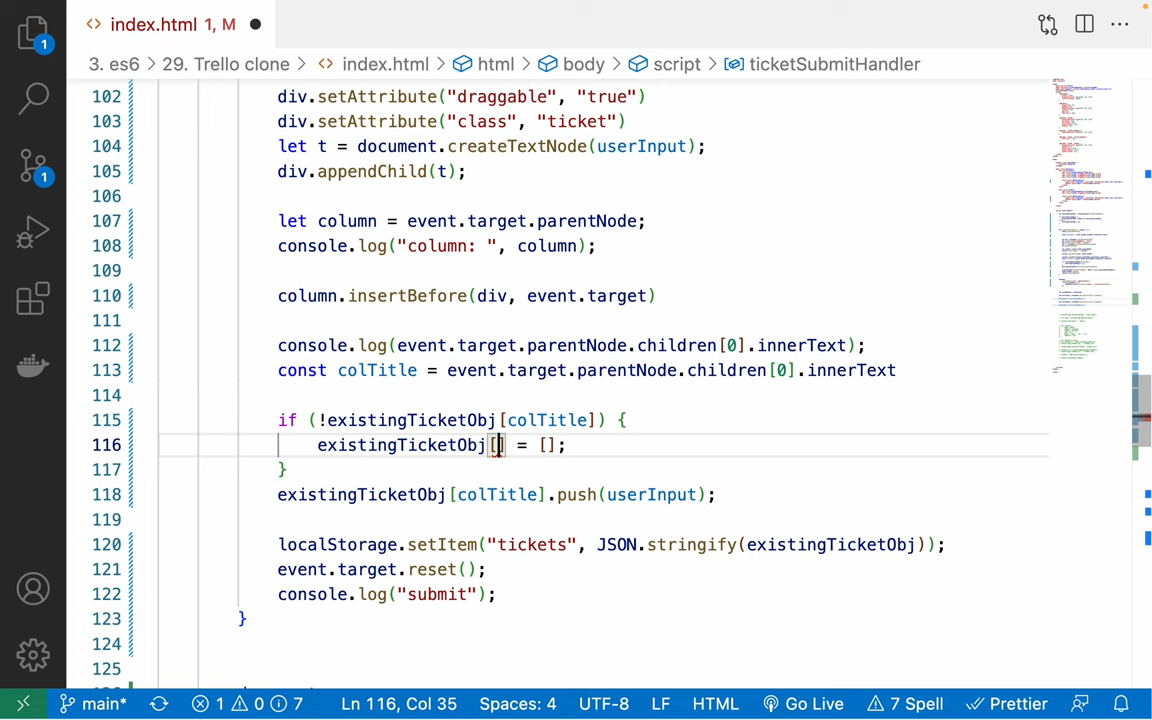 index.html 1, M
3. es6 > 29. Trello clone > index.html > html > body > script > ticketSubmitHandler
102 div.setAttribute("draggable", "true")
103 div.setAttribute("class", "ticket")
104 let t = document.createTextNode(userInput);
105 div.appendChild(t);
106
107 let column = event.target.parentNode;
108 console.log("column: ", column);
109
110 column.insertBefore(div, event.target)
111
112 console.log(event.target.parentNode.children[0].innerText);
113 const colTitle = event.target.parentNode.children[0].innerText
114
115 if (!existingTicketObj[colTitle]) {
116 existingTicketObj[] = [];
117 }
118 existingTicketObj[colTitle].push(userInput);
119
120 localStorage.setItem("tickets", JSON.stringify(existingTicketObj));
121 event.target.reset();
122 console.log("submit");
123 }
124
125
1
1
main* 1 0 7 Ln 116, Col 35 Spaces: 4 UTF-8 LF HTML Go Live 7 Spell Prettier